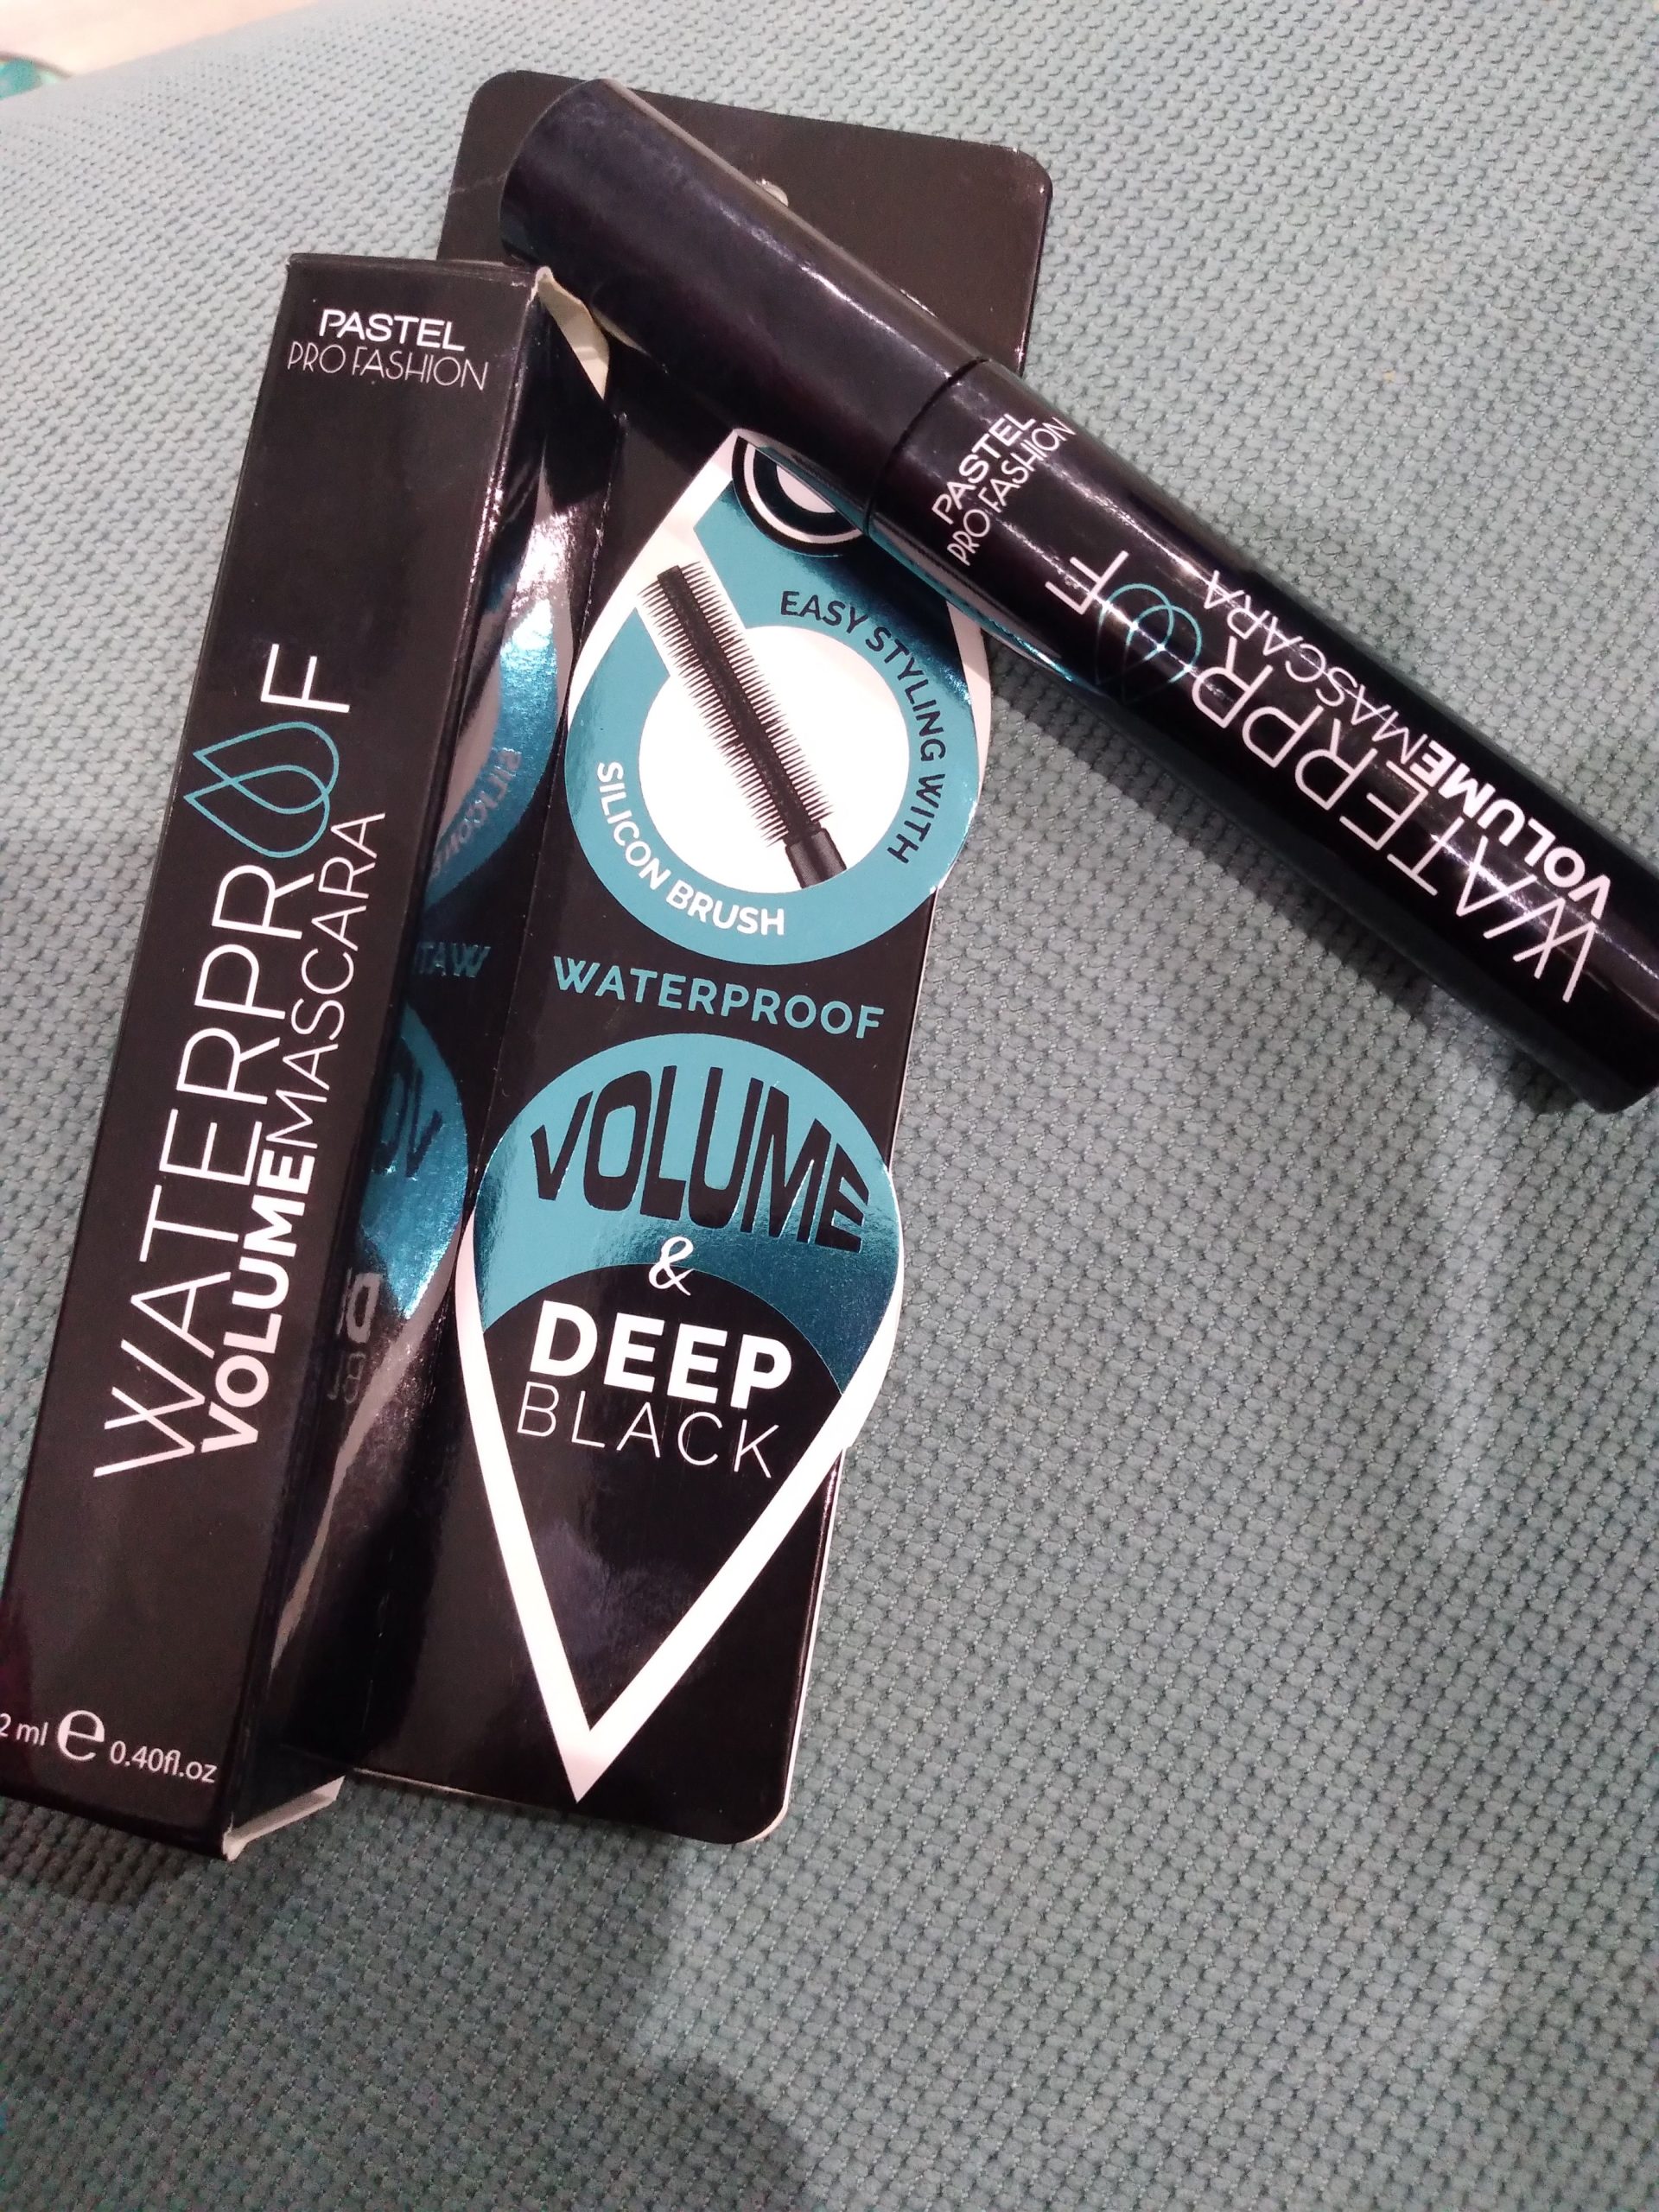 PASTEL
PRO FASHION
WATERPROOF
VOLUMEMASCARA
2 ml e 0.40fl.oz
EASY STYLING WITH
SILICON BRUSH
WATERPROOF
VOLUME
&
DEEP
BLACK
PASTEL
PRO FASHION
WATERPROOF
VOLUMEMASCARA